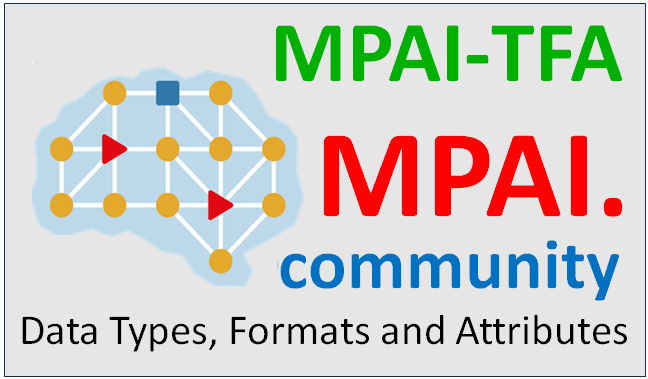 MPAI-TFA
MPAI.
community
Data Types, Formats and Attributes